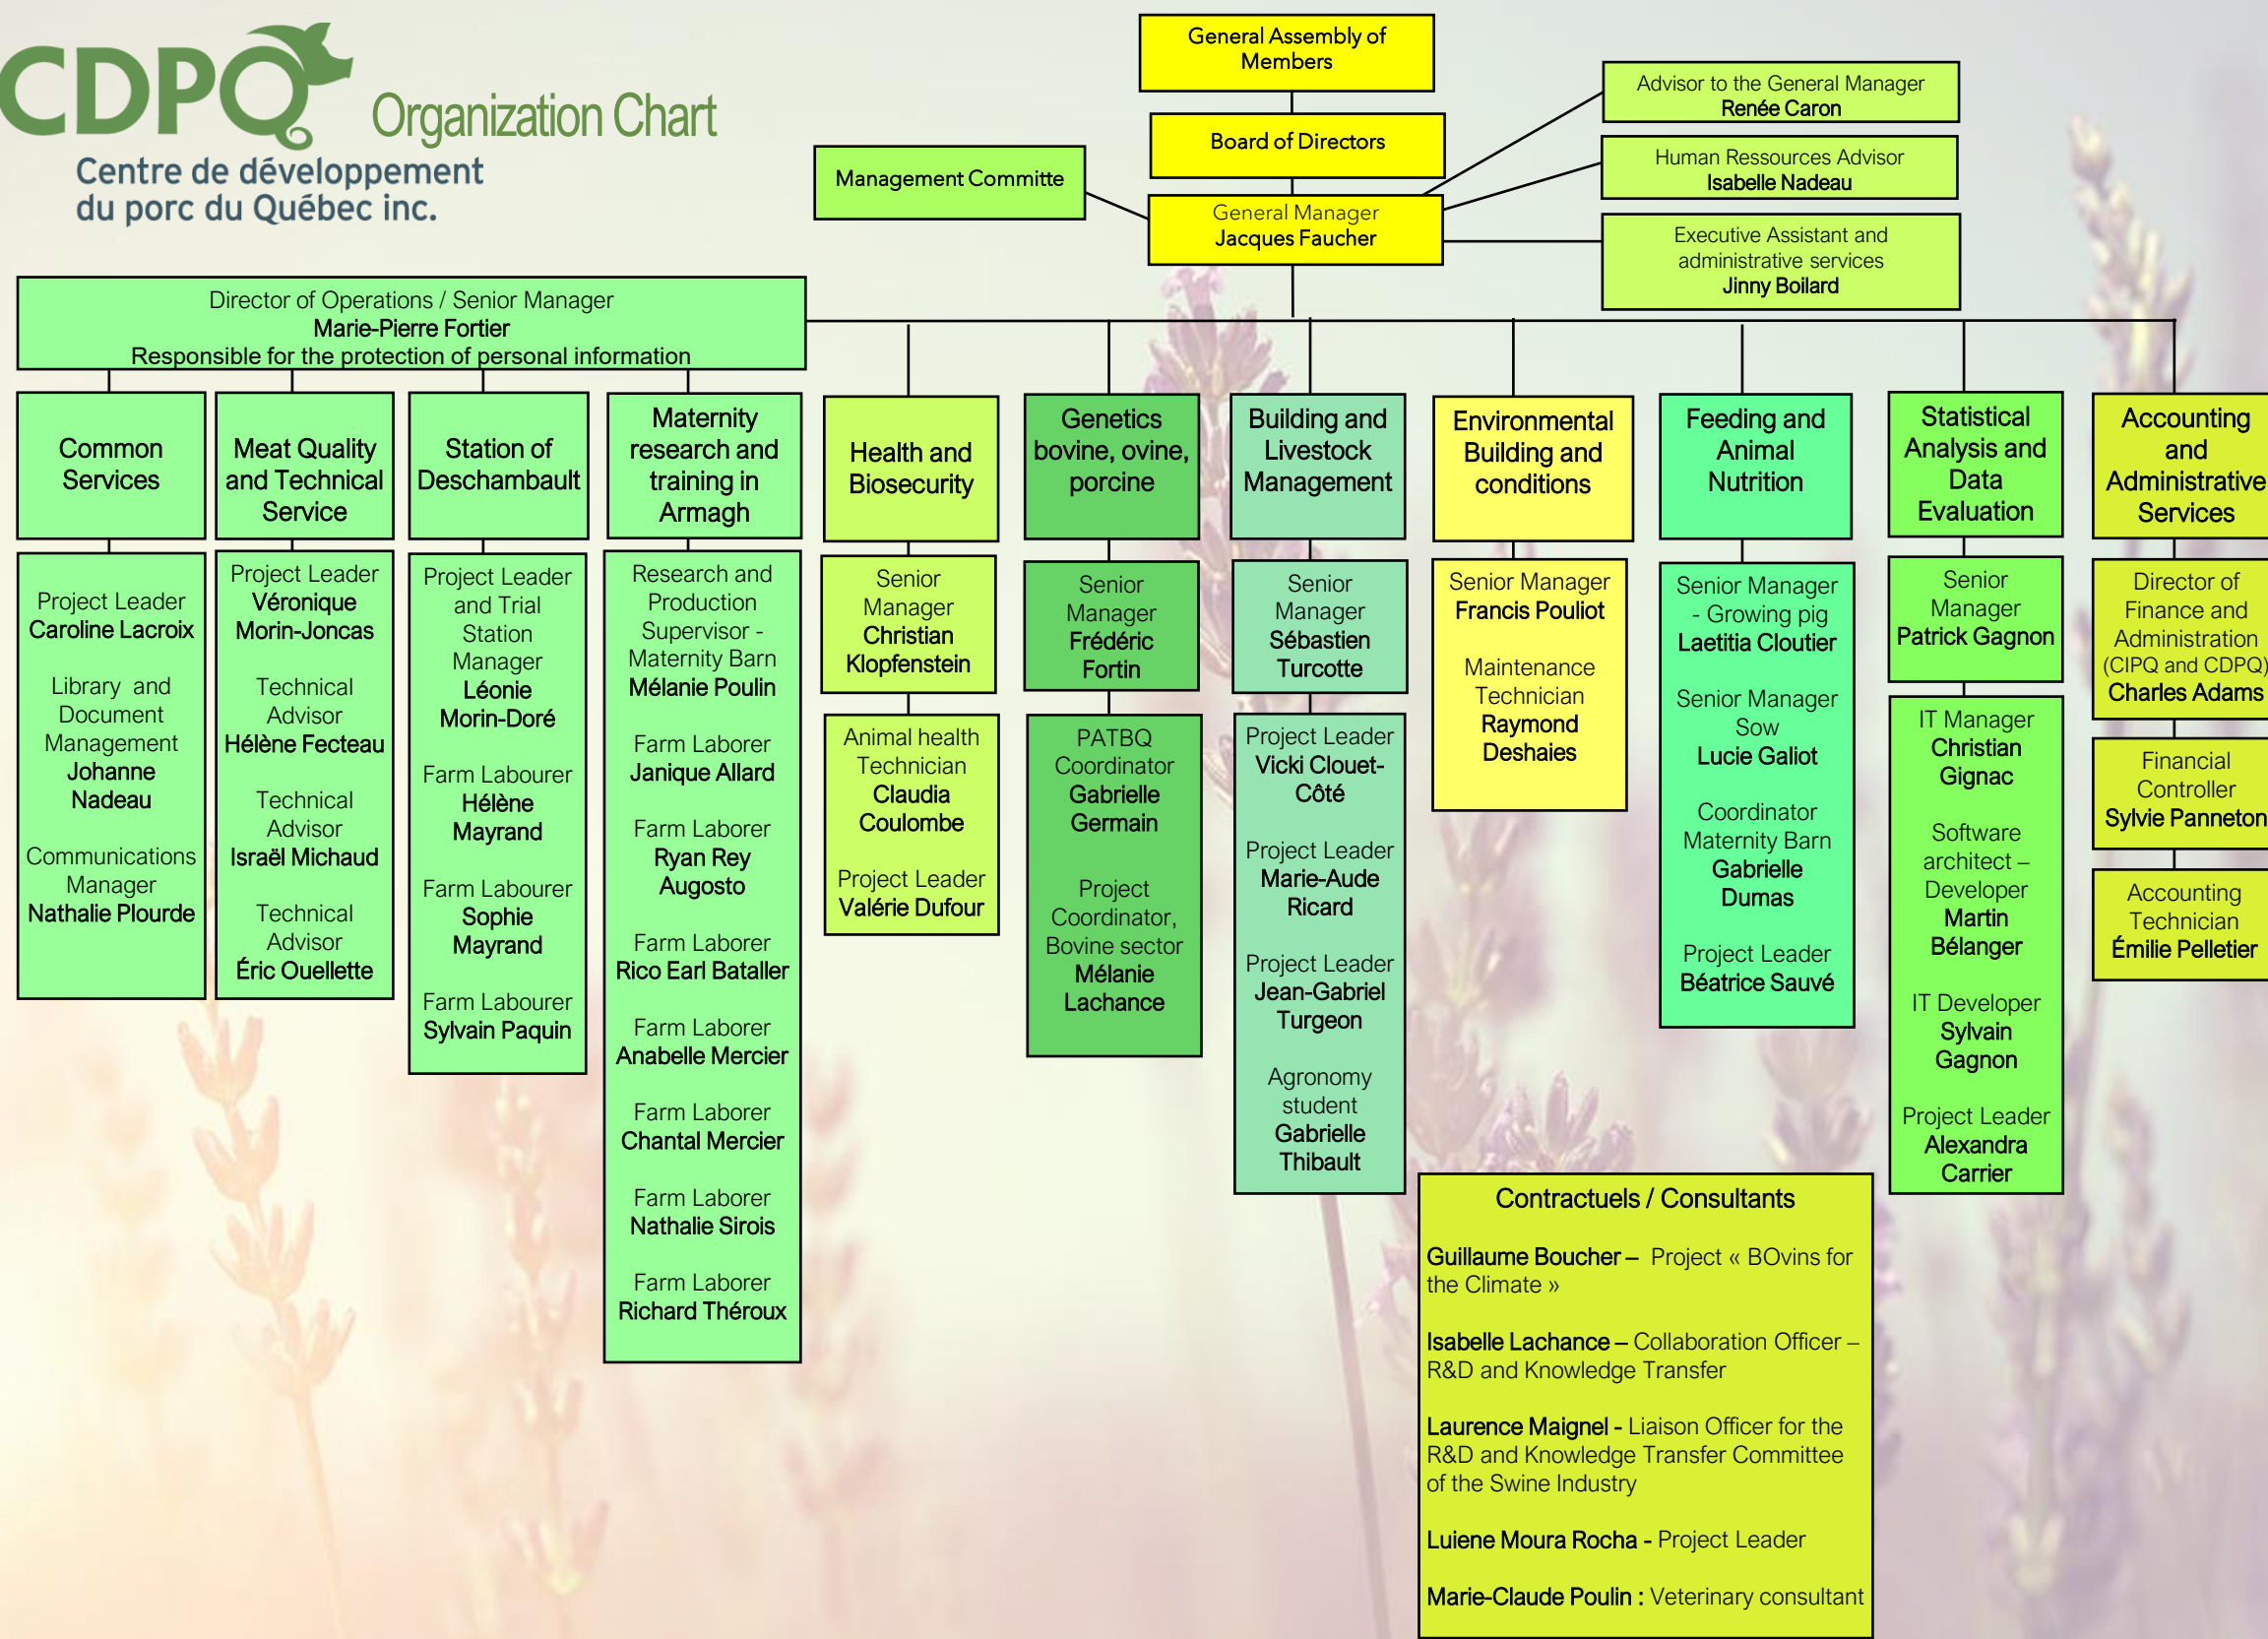 CDPQ
Organization Chart
Centre de développement
du porc du Québec inc.
General Assembly of
Members
Board of Directors
Management Committe
General Manager
Jacques Faucher
Advisor to the General Manager
Renée Caron
Human Ressources Advisor
Isabelle Nadeau
Executive Assistant and
administrative services
Jinny Boilard
Director of Operations / Senior Manager
Marie-Pierre Fortier
Responsible for the protection of personal information
Common
Services
Project Leader
Caroline Lacroix
Library and
Document
Management
Johanne
Nadeau
Communications
Manager
Nathalie Plourde
Meat Quality
and Technical
Service
Project Leader
Véronique
Morin-Joncas
Technical
Advisor
Hélène Fecteau
Technical
Advisor
Israël Michaud
Technical
Advisor
Éric Ouellette
Station of
Deschambault
Project Leader
and Trial
Station
Manager
Léonie
Morin-Doré
Farm Labourer
Hélène
Mayrand
Farm Labourer
Sophie
Mayrand
Farm Labourer
Sylvain Paquin
Maternity
research and
training in
Armagh
Research and
Production
Supervisor -
Maternity Barn
Mélanie Poulin
Farm Laborer
Janique Allard
Farm Laborer
Ryan Rey
Augosto
Farm Laborer
Rico Earl Bataller
Farm Laborer
Anabelle Mercier
Farm Laborer
Chantal Mercier
Farm Laborer
Nathalie Sirois
Farm Laborer
Richard Théroux
Health and
Biosecurity
Senior
Manager
Christian
Klopfenstein
Animal health
Technician
Claudia
Coulombe
Project Leader
Valérie Dufour
Genetics
bovine, ovine,
porcine
Senior
Manager
Frédéric
Fortin
PATBQ
Coordinator
Gabrielle
Germain
Project
Coordinator,
Bovine sector
Mélanie
Lachance
Building and
Livestock
Management
Senior
Manager
Sébastien
Turcotte
Project Leader
Vicki Clouet-
Côté
Project Leader
Marie-Aude
Ricard
Project Leader
Jean-Gabriel
Turgeon
Agronomy
student
Gabrielle
Thibault
Environmental
Building and
conditions
Senior Manager
Francis Pouliot
Maintenance
Technician
Raymond
Deshaies
Feeding and
Animal
Nutrition
Senior Manager
- Growing pig
Laetitia Cloutier
Senior Manager
Sow
Lucie Galiot
Coordinator
Maternity Barn
Gabrielle
Dumas
Project Leader
Béatrice Sauvé
Statistical
Analysis and
Data
Evaluation
Senior
Manager
Patrick Gagnon
IT Manager
Christian
Gignac
Software
architect –
Developer
Martin
Bélanger
IT Developer
Sylvain
Gagnon
Project Leader
Alexandra
Carrier
Accounting
and
Administrative
Services
Director of
Finance and
Administration
(CIPQ and CDPQ)
Charles Adams
Financial
Controller
Sylvie Panneton
Accounting
Technician
Émilie Pelletier
Contractuels / Consultants
Guillaume Boucher – Project « BOvins for
the Climate »
Isabelle Lachance – Collaboration Officer –
R&D and Knowledge Transfer
Laurence Maignel - Liaison Officer for the
R&D and Knowledge Transfer Committee
of the Swine Industry
Luiene Moura Rocha - Project Leader
Marie-Claude Poulin : Veterinary consultant